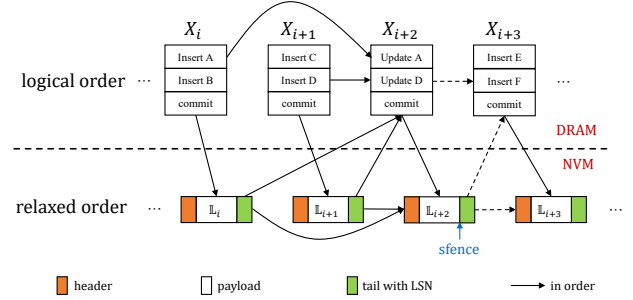 X_i X_{i+1} X_{i+2} X_{i+3}
Insert A Insert C Update A Insert E
logical order ... Insert B Insert D Update D Insert F ...
commit commit commit commit
DRAM
NVM
relaxed order ... 𝕃_i 𝕃_{i+1} 𝕃_{i+2} 𝕃_{i+3} ...
sfence
header payload tail with LSN in order